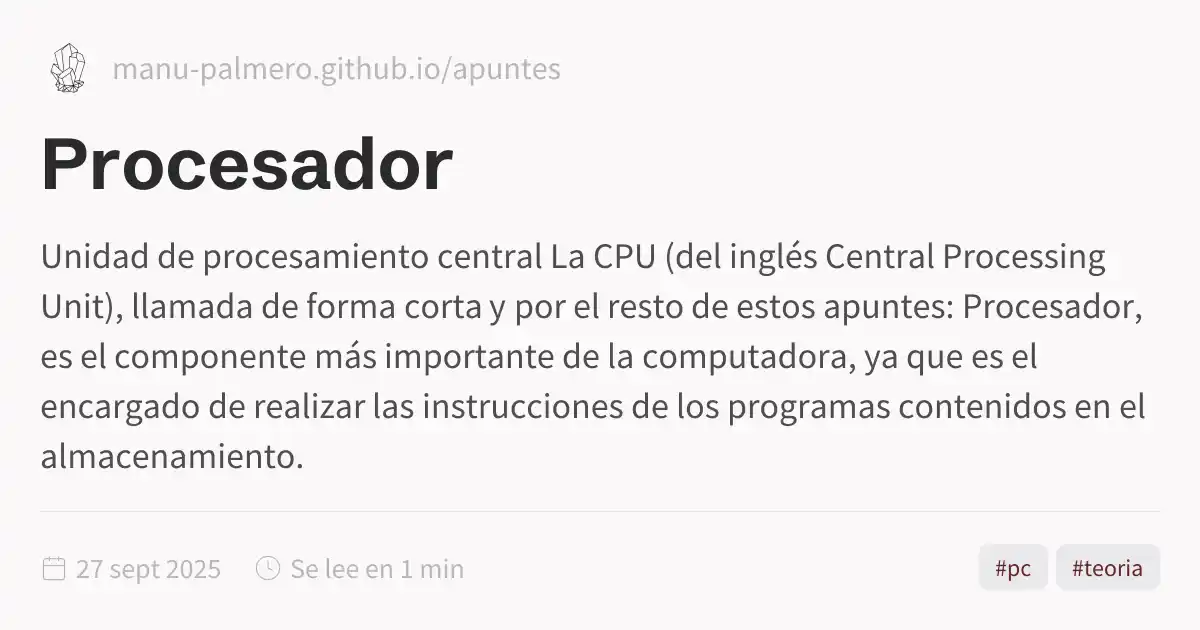 manu-palmero.github.io/apuntes
Procesador
Unidad de procesamiento central La CPU (del inglés Central Processing
Unit), llamada de forma corta y por el resto de estos apuntes: Procesador,
es el componente más importante de la computadora, ya que es el
encargado de realizar las instrucciones de los programas contenidos en el
almacenamiento.
27 sept 2025 Se lee en 1 min #pc #teoria